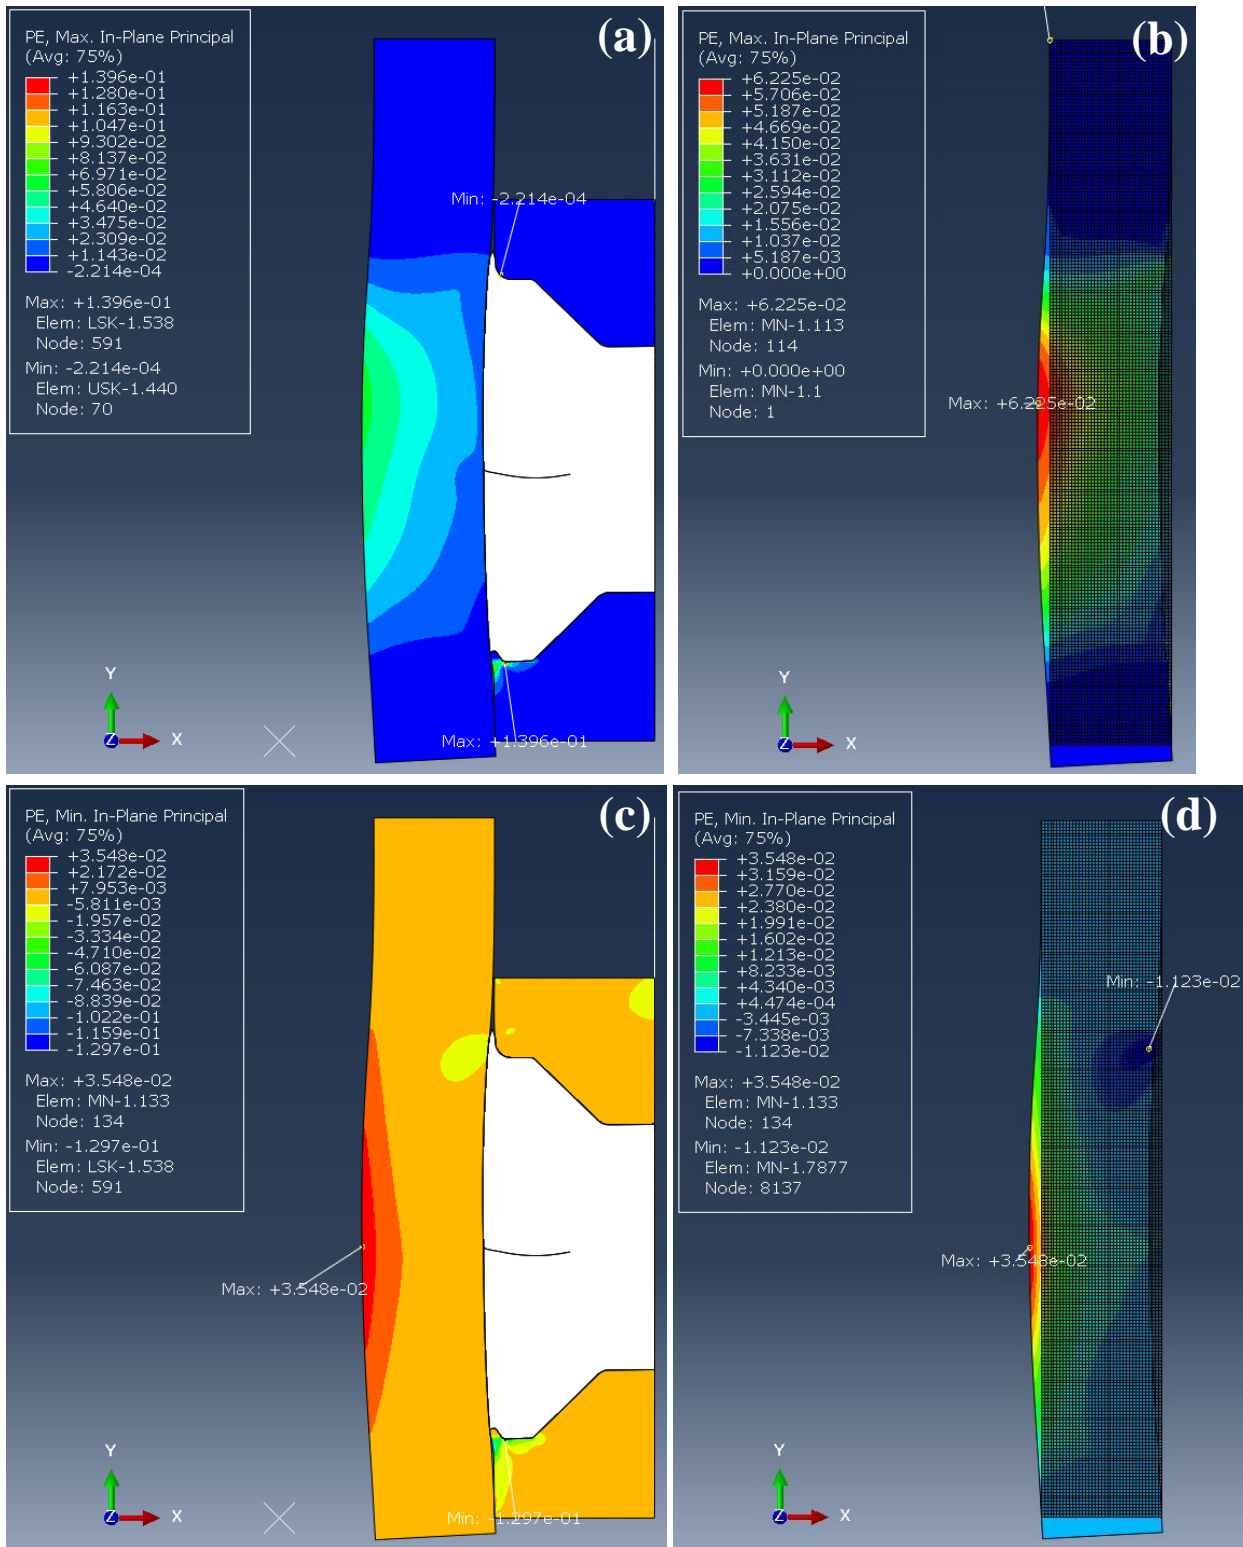 (a)
PE, Max. In-Plane Principal
(Avg: 75%)
+1.396e-01
+1.280e-01
+1.163e-01
+1.047e-01
+9.302e-02
+8.137e-02
+6.971e-02
+5.806e-02
+4.640e-02
+3.475e-02
+2.309e-02
+1.143e-02
-2.214e-04
Max: +1.396e-01
Elem: LSK-1.538
Node: 591
Min: -2.214e-04
Elem: USK-1.440
Node: 70
Min: -2.214e-04
Max: +1.396e-01
Y
Z X
(b)
PE, Max. In-Plane Principal
(Avg: 75%)
+6.225e-02
+5.706e-02
+5.187e-02
+4.669e-02
+4.150e-02
+3.631e-02
+3.112e-02
+2.594e-02
+2.075e-02
+1.556e-02
+1.037e-02
+5.187e-03
+0.000e+00
Max: +6.225e-02
Elem: MN-1.113
Node: 114
Min: +0.000e+00
Elem: MN-1.1
Node: 1
Max: +6.225e-02
Y
Z X
(c)
PE, Min. In-Plane Principal
(Avg: 75%)
+3.548e-02
+2.172e-02
+7.953e-03
-5.811e-03
-1.957e-02
-3.334e-02
-4.710e-02
-6.087e-02
-7.463e-02
-8.839e-02
-1.022e-01
-1.159e-01
-1.297e-01
Max: +3.548e-02
Elem: MN-1.133
Node: 134
Min: -1.297e-01
Elem: LSK-1.538
Node: 591
Max: +3.548e-02
Min: -1.297e-01
Y
Z X
(d)
PE, Min. In-Plane Principal
(Avg: 75%)
+3.548e-02
+3.159e-02
+2.770e-02
+2.380e-02
+1.991e-02
+1.602e-02
+1.213e-02
+8.233e-03
+4.340e-03
+4.474e-04
-3.445e-03
-7.338e-03
-1.123e-02
Max: +3.548e-02
Elem: MN-1.133
Node: 134
Min: -1.123e-02
Elem: MN-1.7877
Node: 8137
Min: -1.123e-02
Max: +3.548e-02
Y
Z X